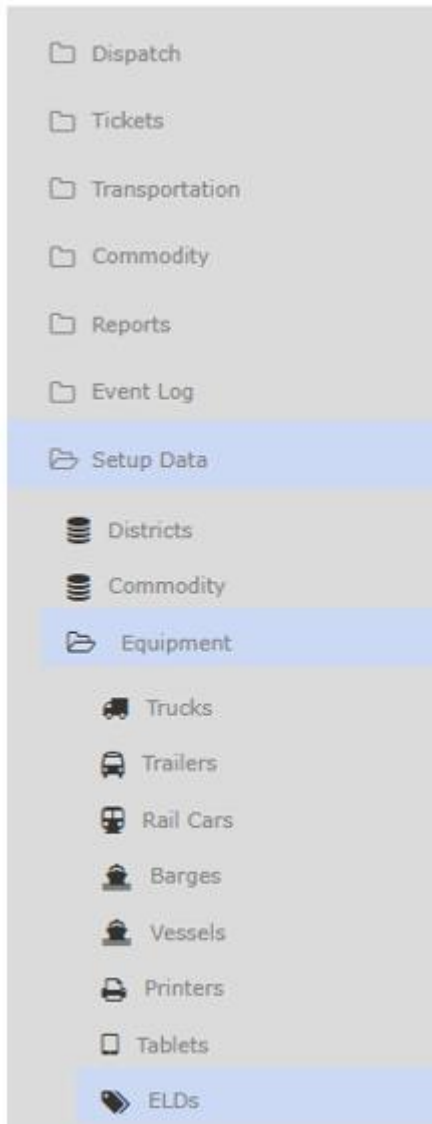 Dispatch
Tickets
Transportation
Commodity
Reports
Event Log
Setup Data
Districts
Commodity
Equipment
Trucks
Trailers
Rail Cars
Barges
Vessels
Printers
Tablets
ELDs